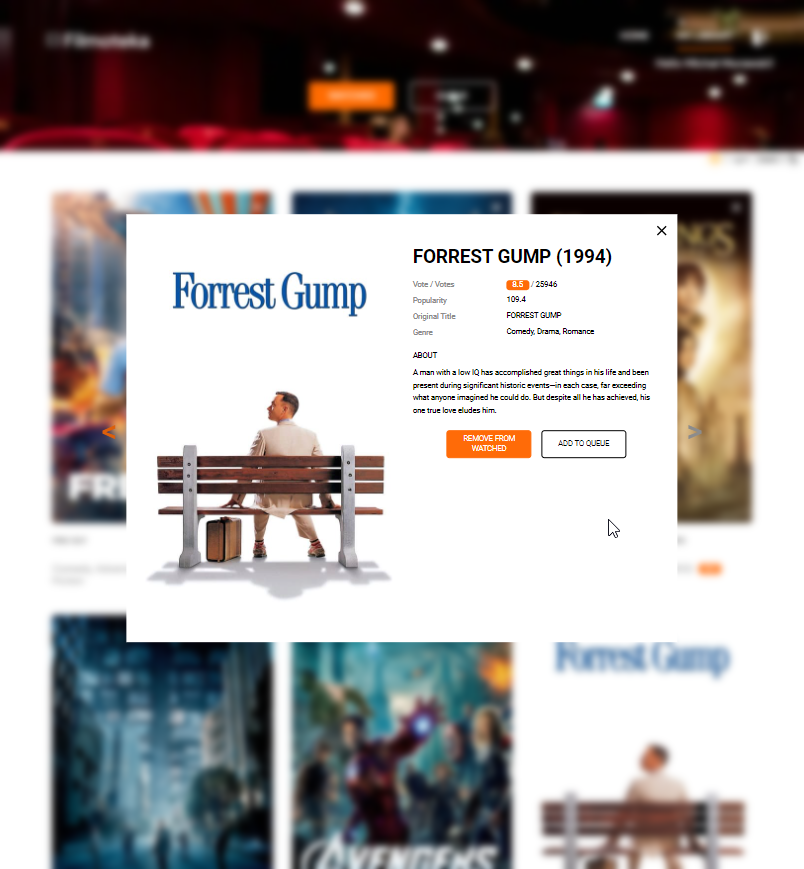 Filmoteka
FORREST GUMP (1994)
Vote / Votes 8.5 / 25946
Popularity 109.4
Original Title FORREST GUMP
Genre Comedy, Drama, Romance
ABOUT
A man with a low IQ has accomplished great things in his life and been
present during significant historic events—in each case, far exceeding
what anyone imagined he could do. But despite all he has achieved, his
one true love eludes him.
REMOVE FROM
WATCHED
ADD TO QUEUE
Forrest Gump
<
>
FRE
AVENGERS
Forrest Gump